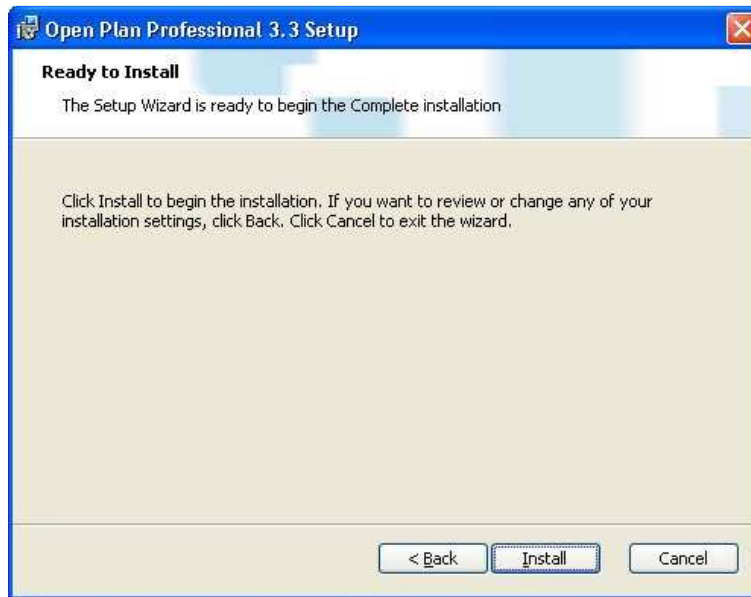 Open Plan Professional 3.3 Setup
Ready to Install
The Setup Wizard is ready to begin the Complete installation
Click Install to begin the installation. If you want to review or change any of your
installation settings, click Back. Click Cancel to exit the wizard.
< Back Install Cancel